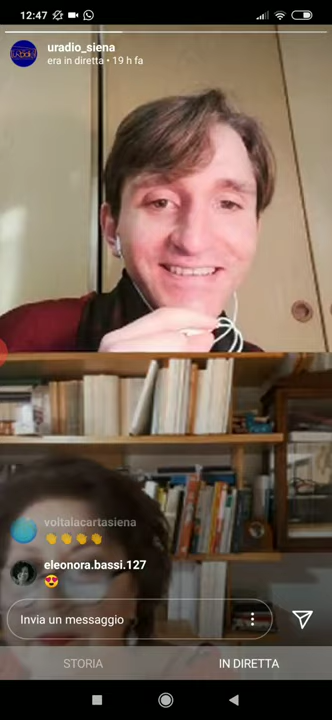 12:47
uradio_siena
era in diretta • 19 h fa
voltalacartasiena
👏👏👏👏
eleonora.bassi.127
😍
Invia un messaggio
STORIA
IN DIRETTA